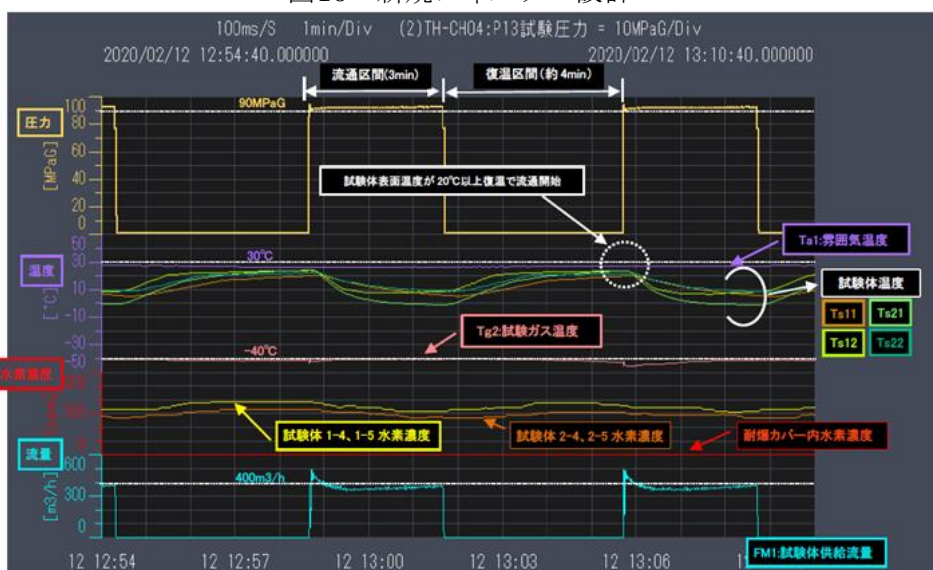 100ms/S 1min/Div (2)TH-CH04:P13試験圧力 = 10MPaG/Div
2020/02/12 12:54:40.000000
2020/02/12 13:10:40.000000
流通区間(3min)
復温区間(約4min)
圧力
90MPaG
100
80
60
40
20
0
[MPaG]
試験体表面温度が20℃以上復温で流通開始
Ta1:雰囲気温度
温度
50
30
10
-10
-30
-50
[℃]
30℃
試験体温度
Ts11
Ts21
Ts12
Ts22
Tg2:試験ガス温度
-40℃
水素濃度
試験体 1-4、1-5 水素濃度
試験体 2-4、2-5 水素濃度
耐爆カバー内水素濃度
流量
600
300
0
[m3/h]
400m3/h
FM1:試験体供給流量
12 12:54
12 12:57
12 13:00
12 13:03
12 13:06